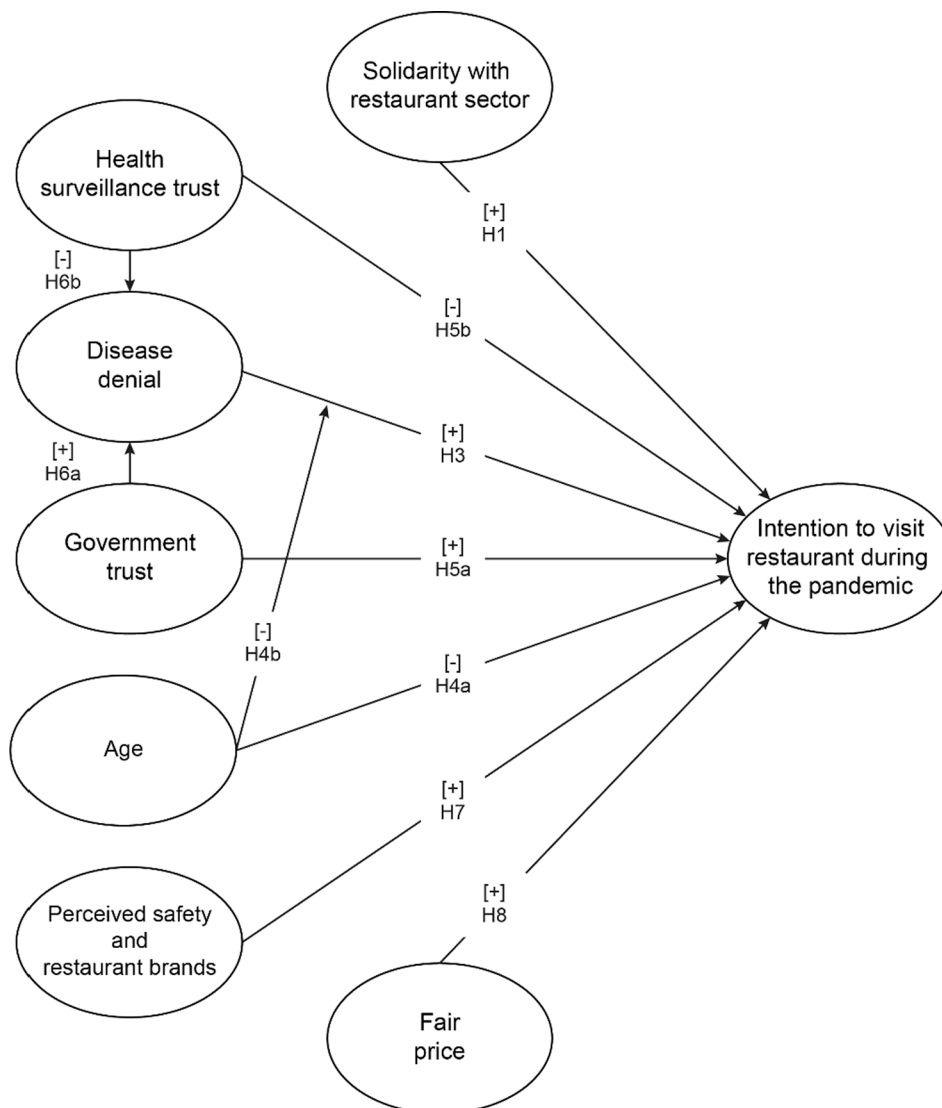 Solidarity with
restaurant sector
Health
surveillance trust
[+]
H1
[-]
H6b
[-]
H5b
Disease
denial
[+]
H3
[+]
H6a
Government
trust
[+]
H5a
Intention to visit
restaurant during
the pandemic
[-]
H4b
[-]
H4a
Age
[+]
H7
Perceived safety
and
restaurant brands
[+]
H8
Fair
price